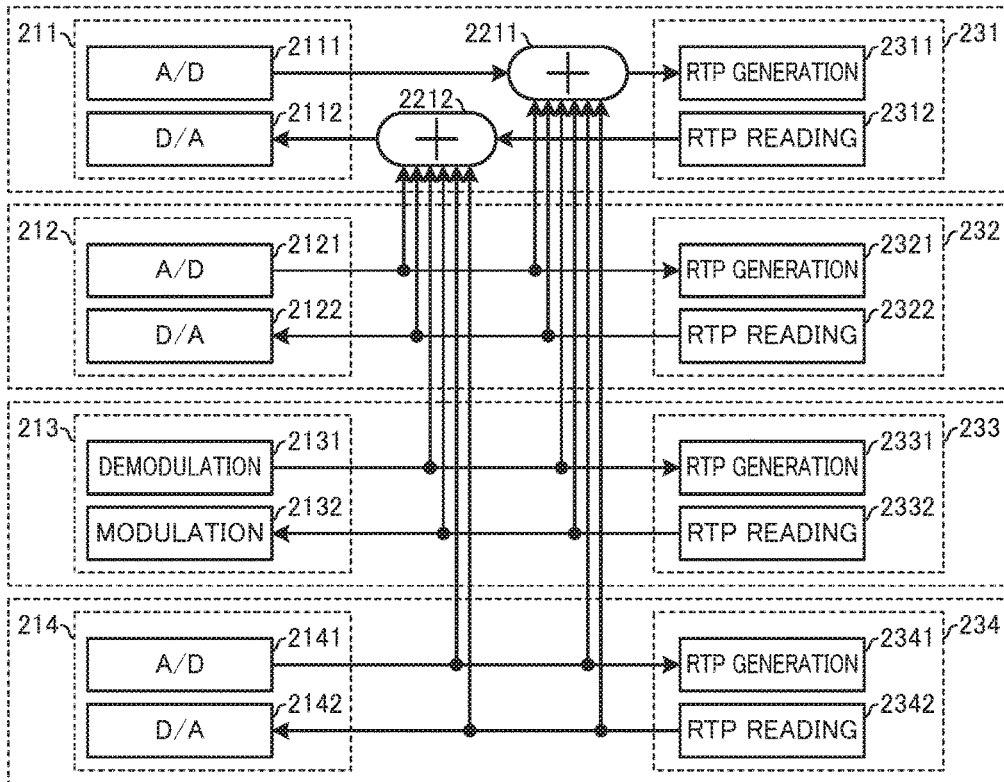 211
A/D
2111
D/A
2112
2211
+
2212
+
231
RTP GENERATION
2311
RTP READING
2312
212
A/D
2121
D/A
2122
232
RTP GENERATION
2321
RTP READING
2322
213
DEMODULATION
2131
MODULATION
2132
233
RTP GENERATION
2331
RTP READING
2332
214
A/D
2141
D/A
2142
234
RTP GENERATION
2341
RTP READING
2342